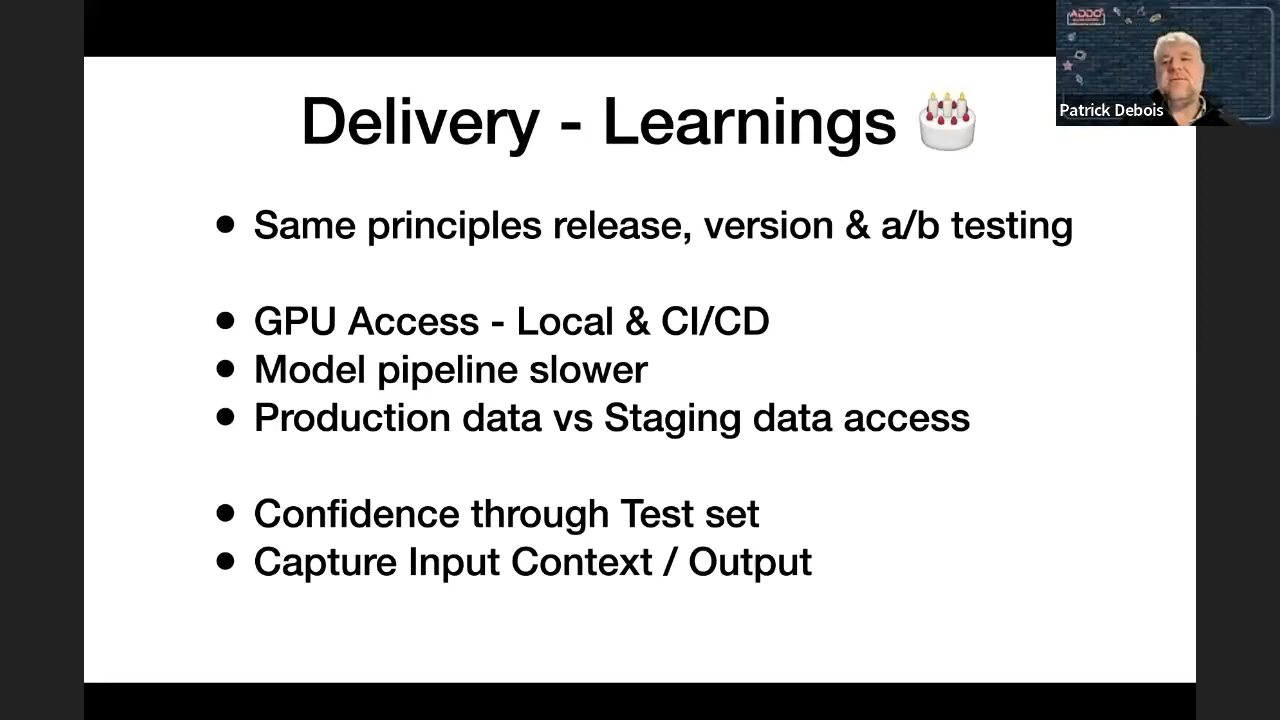 Delivery - Learnings
ADDO
Patrick Debois
• Same principles release, version & a/b testing
• GPU Access - Local & CI/CD
• Model pipeline slower
• Production data vs Staging data access
• Confidence through Test set
• Capture Input Context / Output